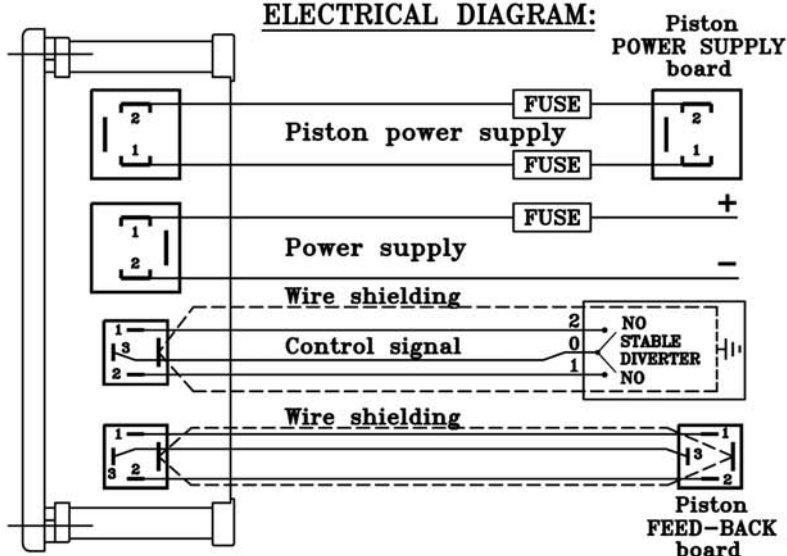 ELECTRICAL DIAGRAM:
Piston
POWER SUPPLY
board
2
FUSE
2
Piston power supply
1
FUSE
1
1
FUSE
+
Power supply
2
−
Wire shielding
1
2
NO
3
Control signal
0
STABLE
DIVERTER
2
1
NO
Wire shielding
1
1
3
3
2
2
Piston
FEED-BACK
board